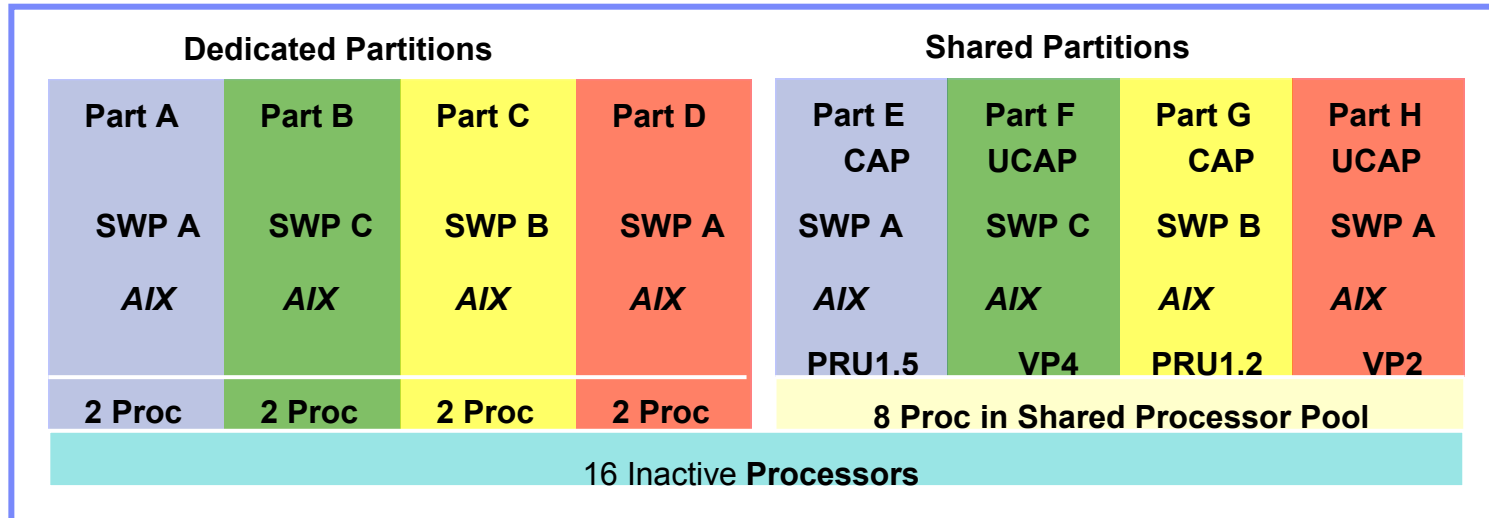 Dedicated Partitions
Shared Partitions
Part A Part B Part C Part D
Part E Part F Part G Part H
CAP UCAP CAP UCAP
SWP A SWP C SWP B SWP A
SWP A SWP C SWP B SWP A
AIX AIX AIX AIX
AIX AIX AIX AIX
PRU1.5 VP4 PRU1.2 VP2
2 Proc 2 Proc 2 Proc 2 Proc
8 Proc in Shared Processor Pool
16 Inactive Processors